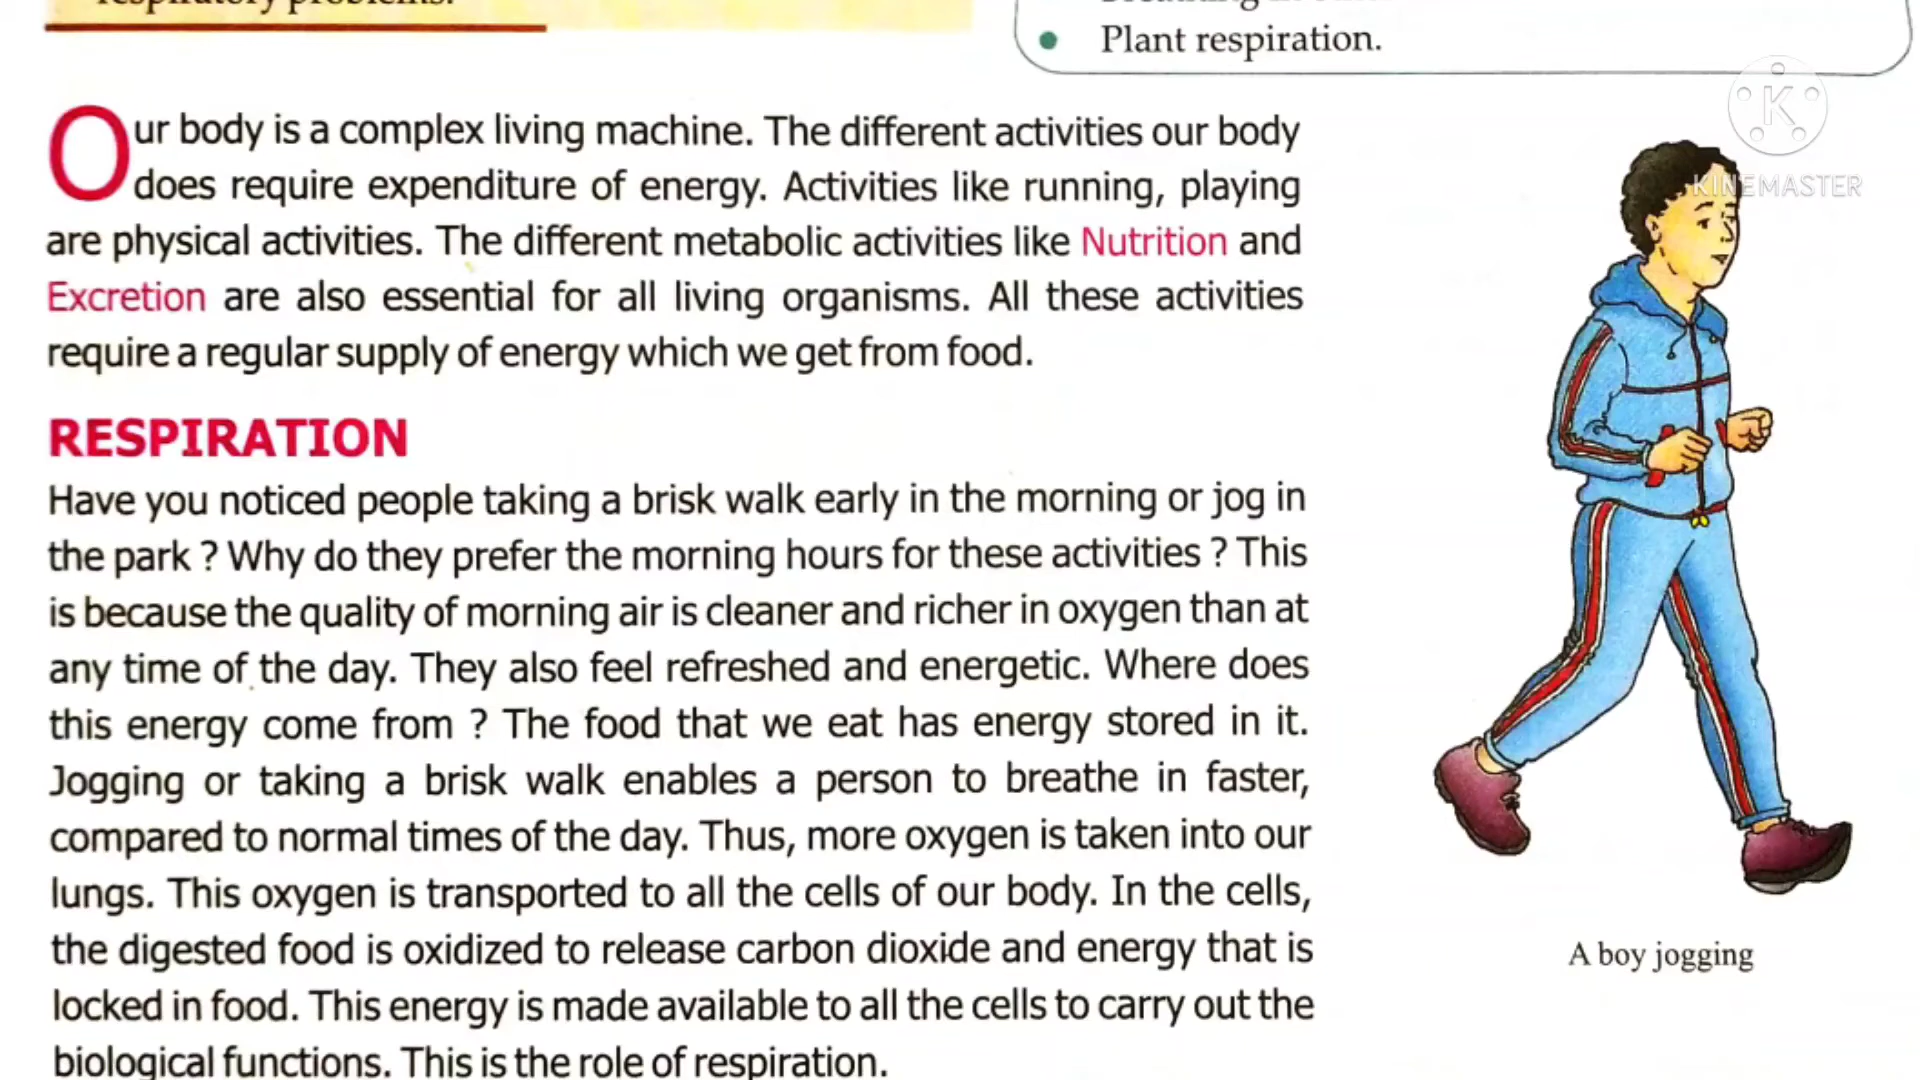 respiratory problems.
Plant respiration.
KINEMASTER
Our body is a complex living machine. The different activities our body
does require expenditure of energy. Activities like running, playing
are physical activities. The different metabolic activities like Nutrition and
Excretion are also essential for all living organisms. All these activities
require a regular supply of energy which we get from food.
RESPIRATION
Have you noticed people taking a brisk walk early in the morning or jog in
the park ? Why do they prefer the morning hours for these activities ? This
is because the quality of morning air is cleaner and richer in oxygen than at
any time of the day. They also feel refreshed and energetic. Where does
this energy come from ? The food that we eat has energy stored in it.
Jogging or taking a brisk walk enables a person to breathe in faster,
compared to normal times of the day. Thus, more oxygen is taken into our
lungs. This oxygen is transported to all the cells of our body. In the cells,
the digested food is oxidized to release carbon dioxide and energy that is
locked in food. This energy is made available to all the cells to carry out the
biological functions. This is the role of respiration.
A boy jogging